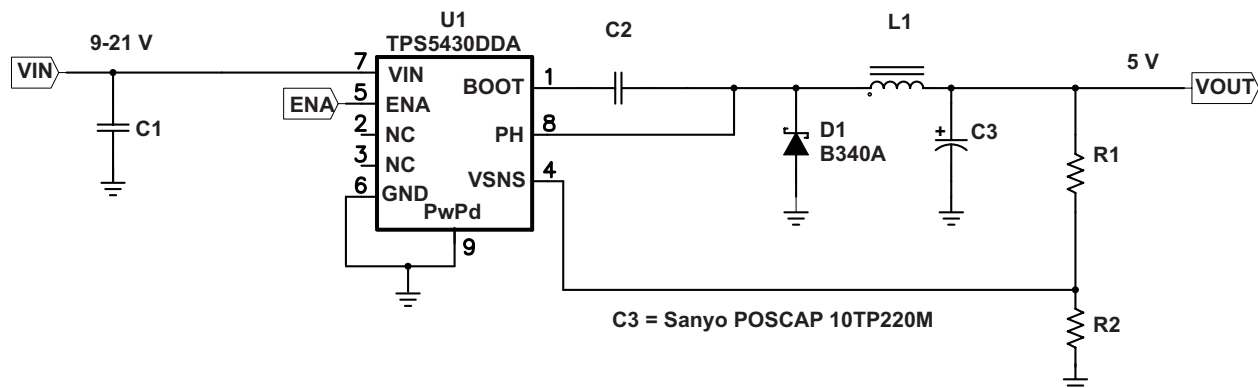 U1
TPS5430DDA
9-21 V
VIN
C1
ENA
7
5
2
3
6
VIN
ENA
NC
NC
GND
BOOT
PH
VSNS
PwPd
1
8
4
9
C2
L1
D1
B340A
C3
5 V
VOUT
R1
R2
C3 = Sanyo POSCAP 10TP220M